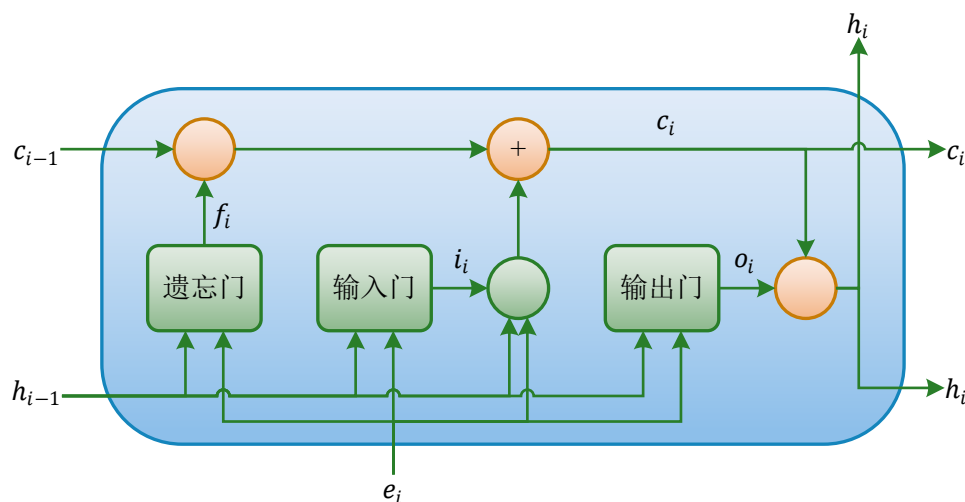 h_i
c_{i-1}
+
c_i
c_i
f_i
遗忘门
输入门
i_i
输出门
o_i
h_{i-1}
h_i
e_i